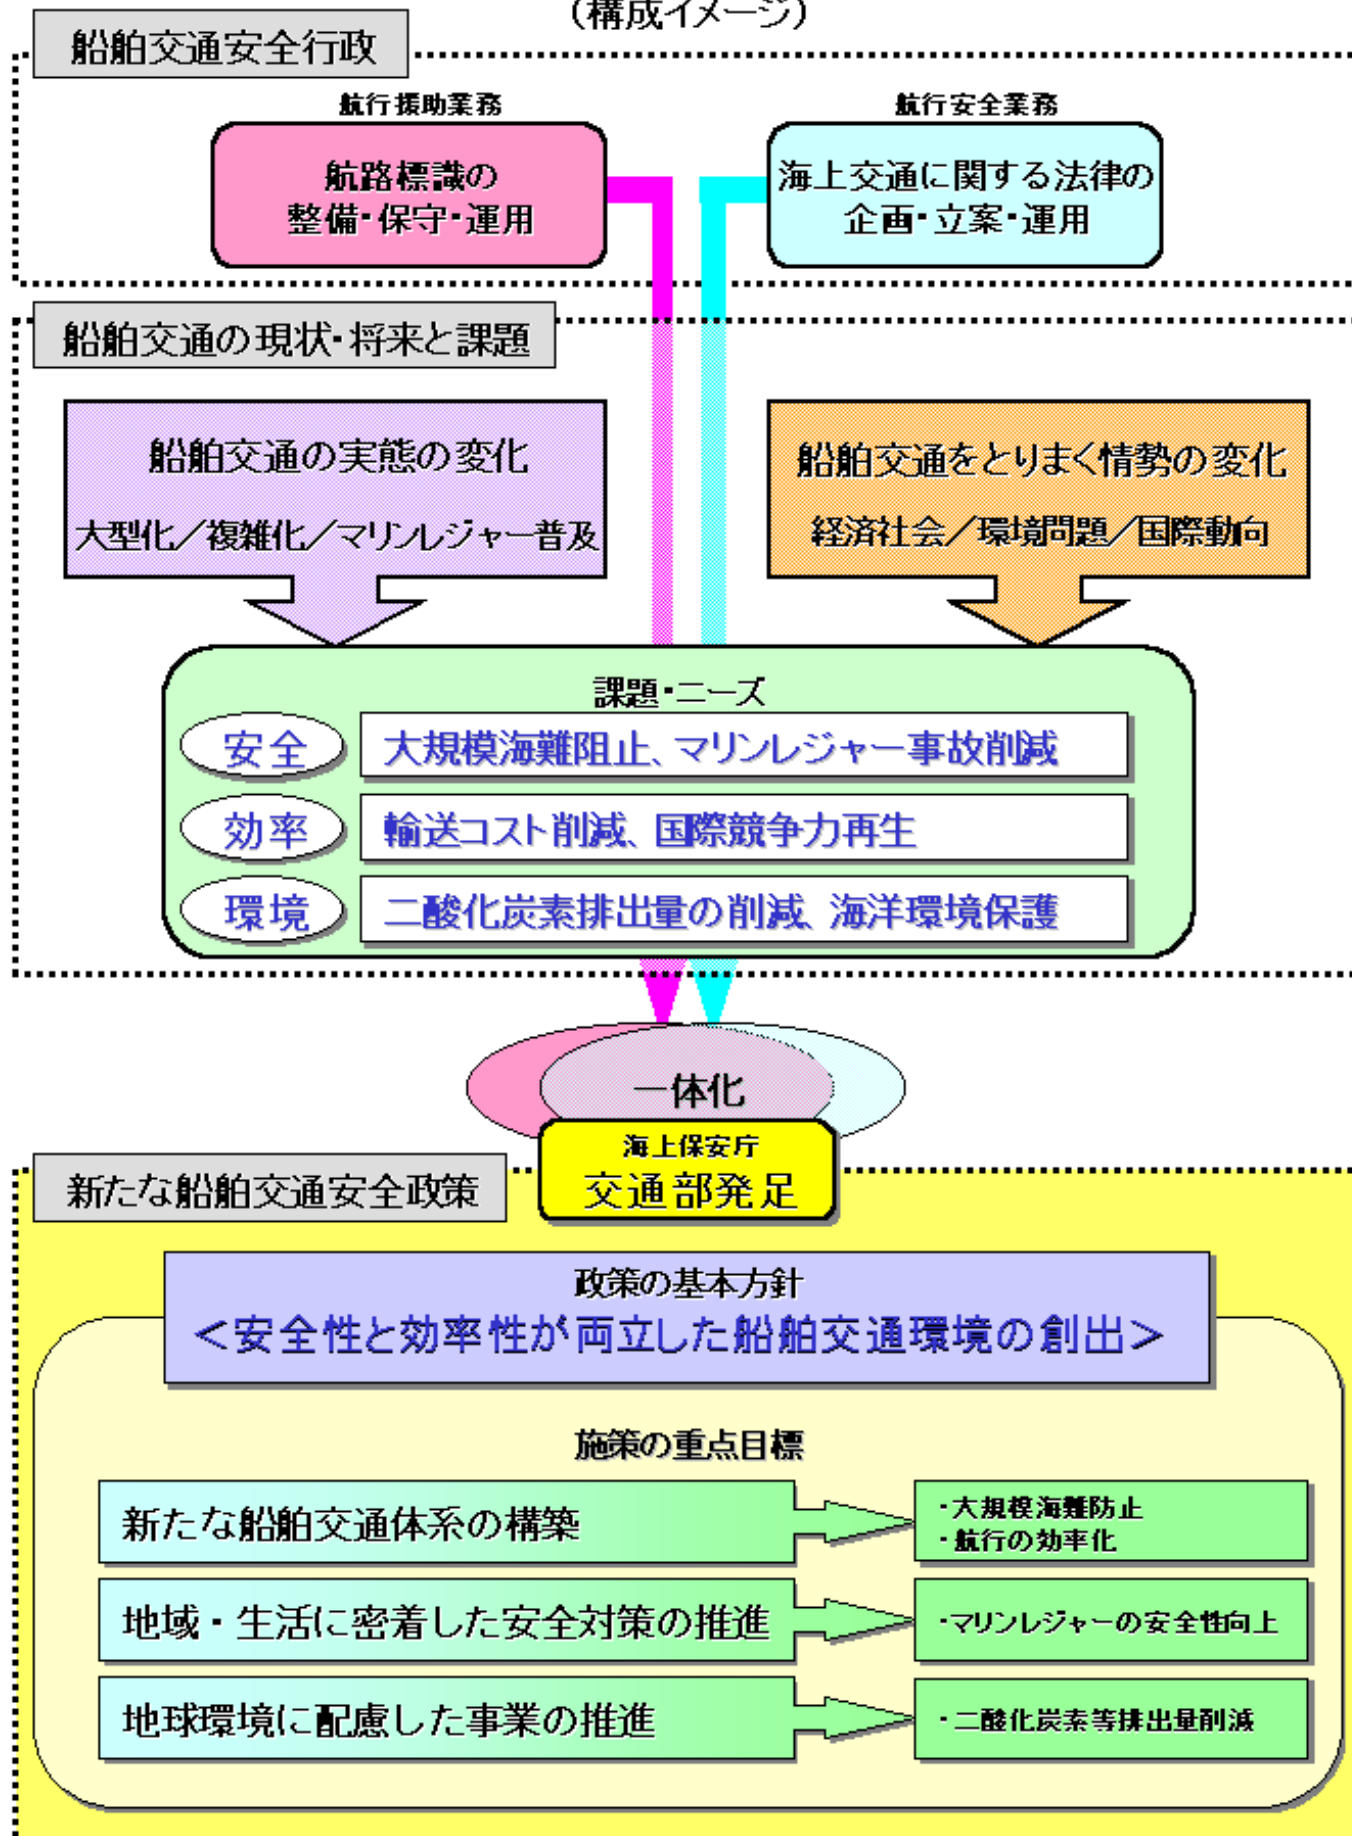 （構成イメージ）
船舶交通安全行政
航行援助業務
航路標識の
整備・保守・運用
航行安全業務
海上交通に関する法律の
企画・立案・運用
船舶交通の現状・将来と課題
船舶交通の実態の変化
大型化／複雑化／マリンレジャー普及
船舶交通をとりまく情勢の変化
経済社会／環境問題／国際動向
課題・ニーズ
安全
大規模海難阻止、マリンレジャー事故削減
効率
輸送コスト削減、国際競争力再生
環境
二酸化炭素排出量の削減、海洋環境保護
一体化
海上保安庁
交通部発足
新たな船舶交通安全政策
政策の基本方針
＜安全性と効率性が両立した船舶交通環境の創出＞
施策の重点目標
新たな船舶交通体系の構築
・大規模海難防止
・航行の効率化
地域・生活に密着した安全対策の推進
・マリンレジャーの安全性向上
地球環境に配慮した事業の推進
・二酸化炭素等排出量削減